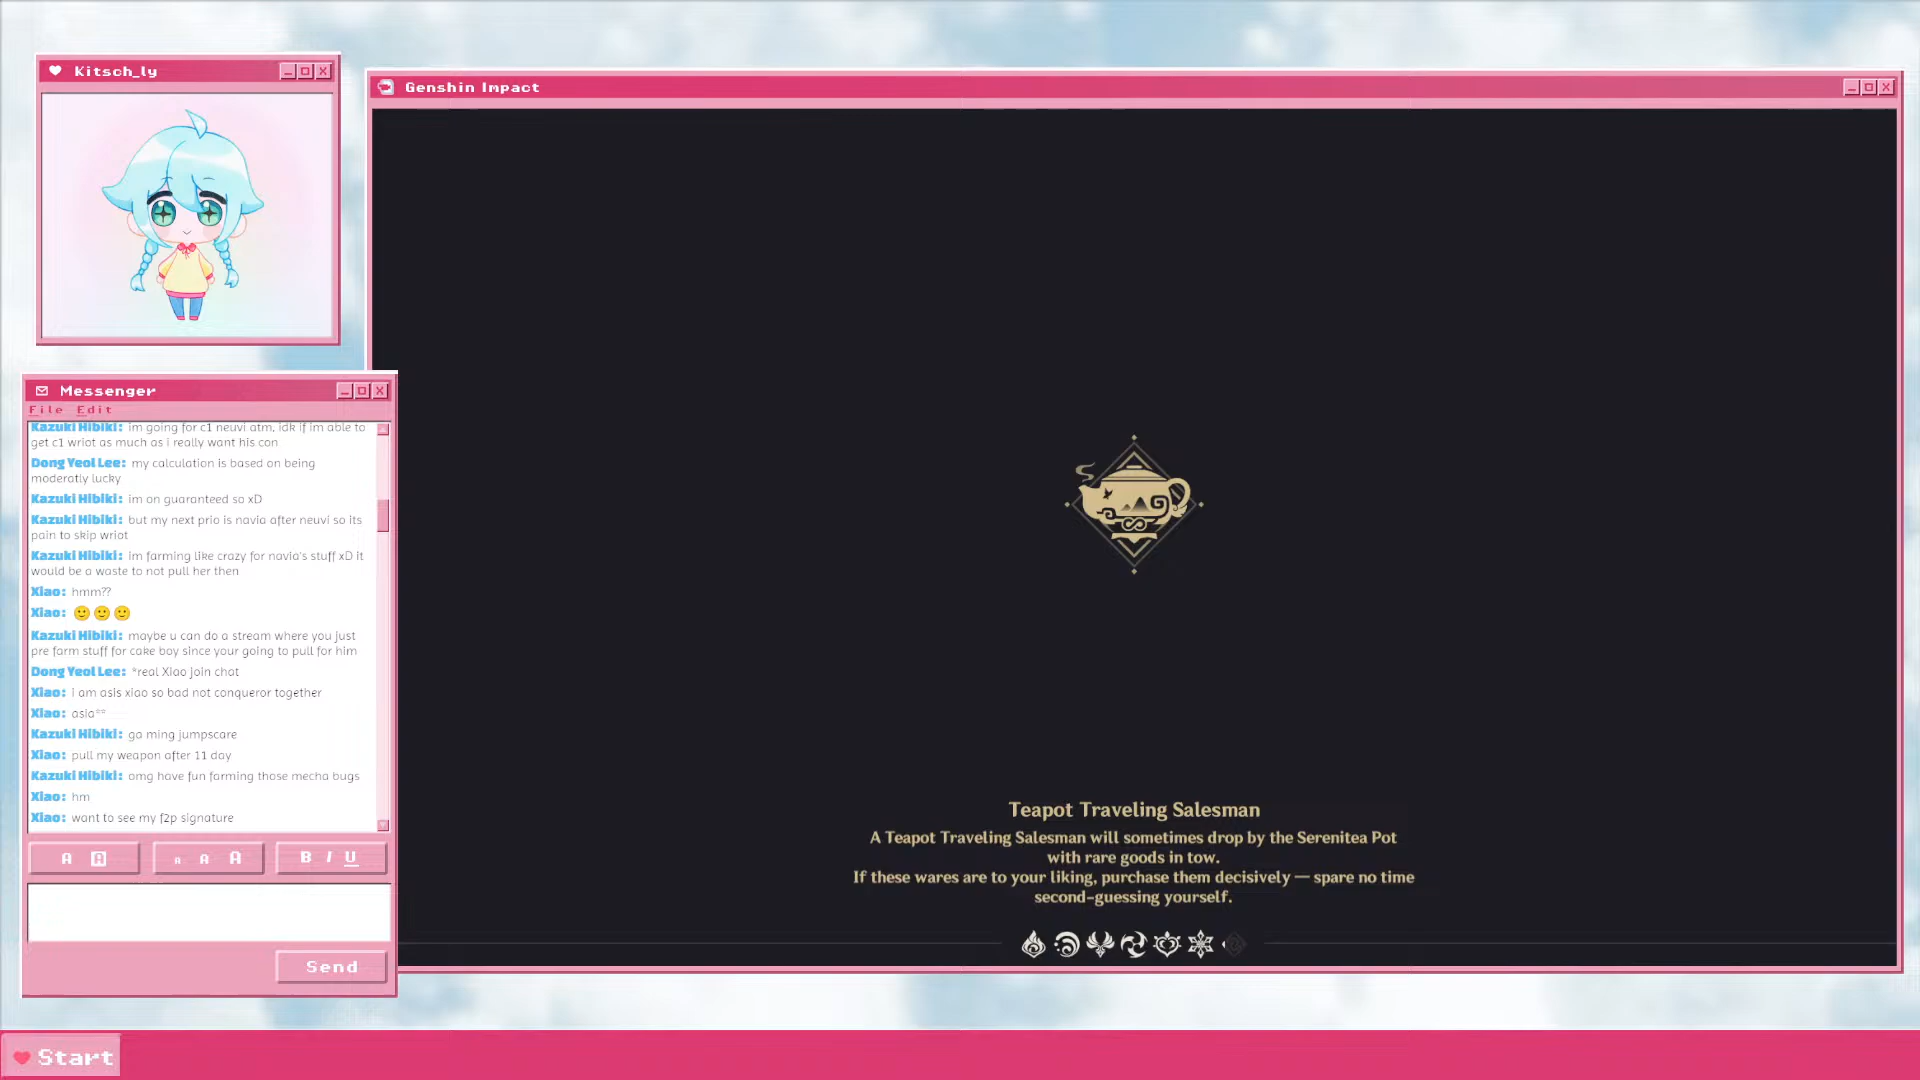 Kitsch_ly
Genshin Impact
Messenger
File Edit
Kazuki Hibiki: im going for c1 neuvi atm, idk if im able to
get c1 wriot as much as i really want his con
Dong Yeol Lee: my calculation is based on being
moderatly lucky
Kazuki Hibiki: im on guaranteed so xD
Kazuki Hibiki: but my next prio is navia after neuvi so its
pain to skip wriot
Kazuki Hibiki: im farming like crazy for navia's stuff xD it
would be a waste to not pull her then
Xiao: hmm??
Xiao: 🙂🙂🙂
Kazuki Hibiki: maybe u can do a stream where you just
pre farm stuff for cake boy since your going to pull for him
Dong Yeol Lee: *real Xiao join chat
Xiao: i am asis xiao so bad not conqueror together
Xiao: asia**
Kazuki Hibiki: ga ming jumpscare
Xiao: pull my weapon after 11 day
Kazuki Hibiki: omg have fun farming those mecha bugs
Xiao: hm
Xiao: want to see my f2p signature
A A A A A B I U
Send
Teapot Traveling Salesman
A Teapot Traveling Salesman will sometimes drop by the Serenitea Pot
with rare goods in tow.
If these wares are to your liking, purchase them decisively — spare no time
second-guessing yourself.
Start